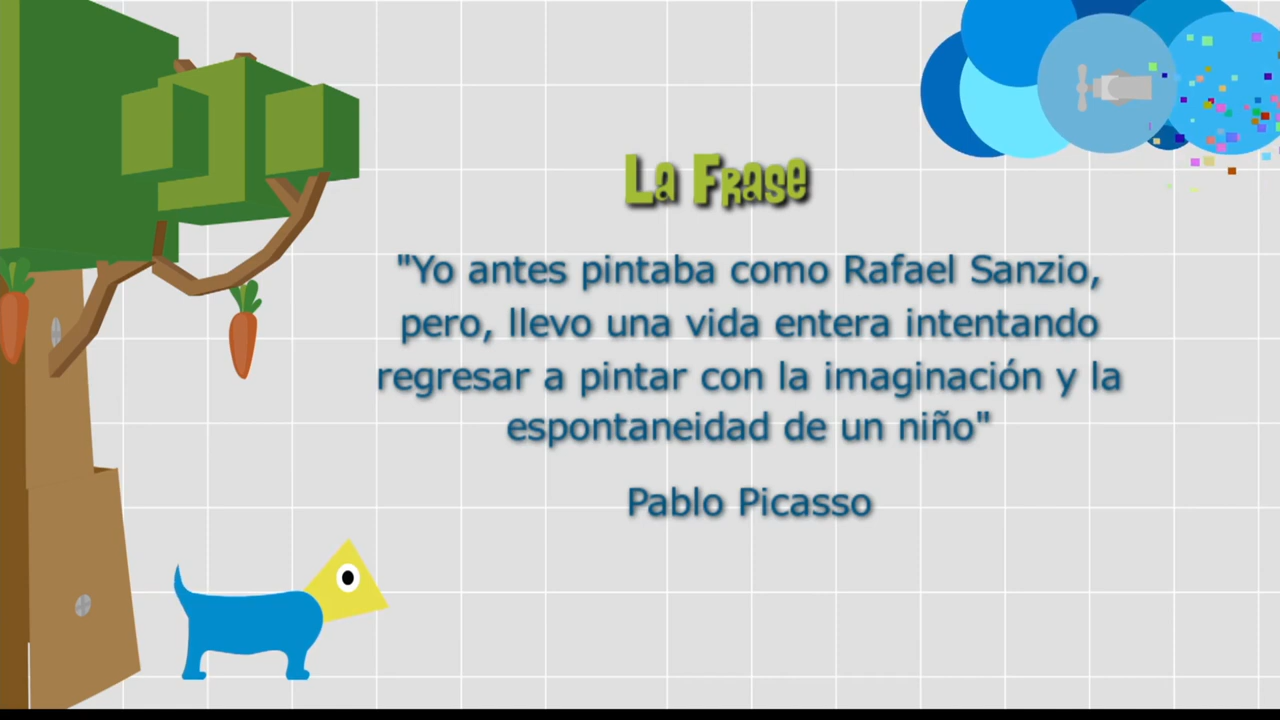 La Frase
"Yo antes pintaba como Rafael Sanzio,
pero, llevo una vida entera intentando
regresar a pintar con la imaginación y la
espontaneidad de un niño"
Pablo Picasso